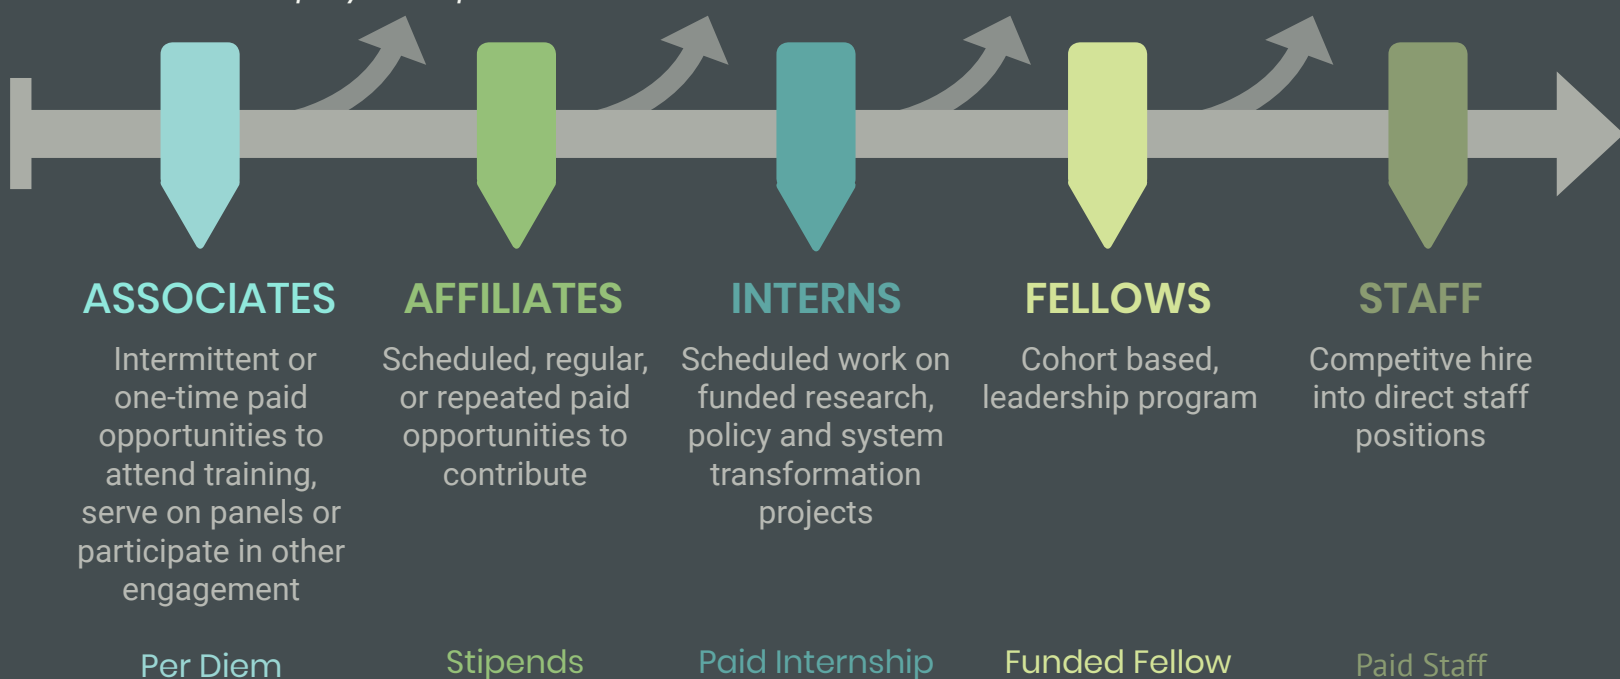 ASSOCIATES
Intermittent or
one-time paid
opportunities to
attend training,
serve on panels or
participate in other
engagement
Per Diem
AFFILIATES
Scheduled, regular,
or repeated paid
opportunities to
contribute
Stipends
INTERNS
Scheduled work on
funded research,
policy and system
transformation
projects
Paid Internship
FELLOWS
Cohort based,
leadership program
Funded Fellow
STAFF
Competitve hire
into direct staff
positions
Paid Staff